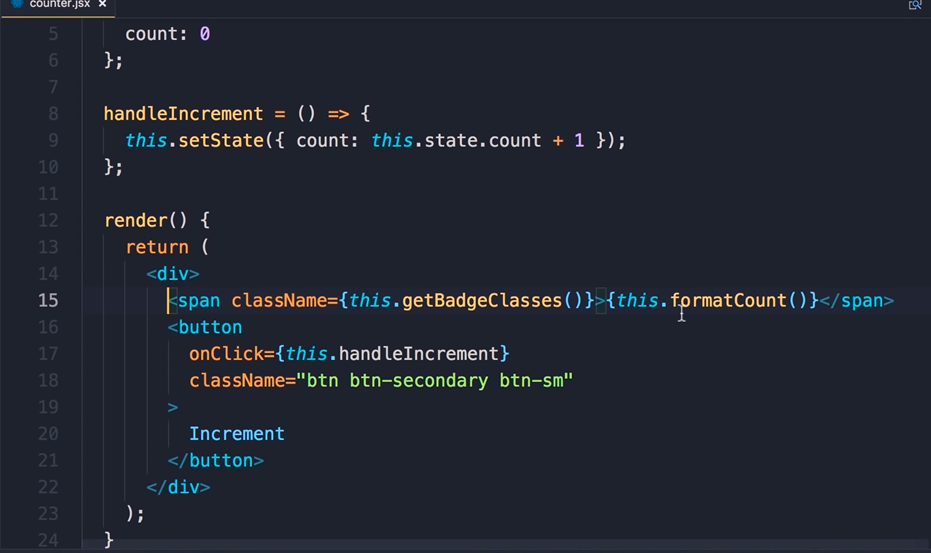 counter.jsx ×
5 count: 0
6 };
7
8 handleIncrement = () => {
9 this.setState({ count: this.state.count + 1 });
10 };
11
12 render() {
13 return (
14 <div>
15 <span className={this.getBadgeClasses()}>{this.formatCount()}</span>
16 <button
17 onClick={this.handleIncrement}
18 className="btn btn-secondary btn-sm"
19 >
20 Increment
21 </button>
22 </div>
23 );
24 }